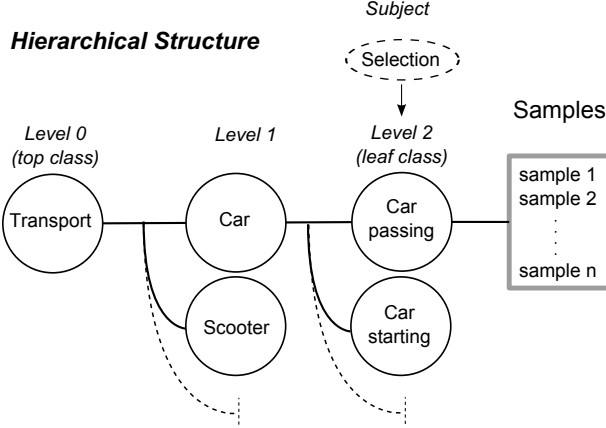 Subject
Hierarchical Structure
Selection
Samples
Level 0
(top class)
Level 1
Level 2
(leaf class)
Transport
Car
Car
passing
sample 1
sample 2
sample n
Scooter
Car
starting